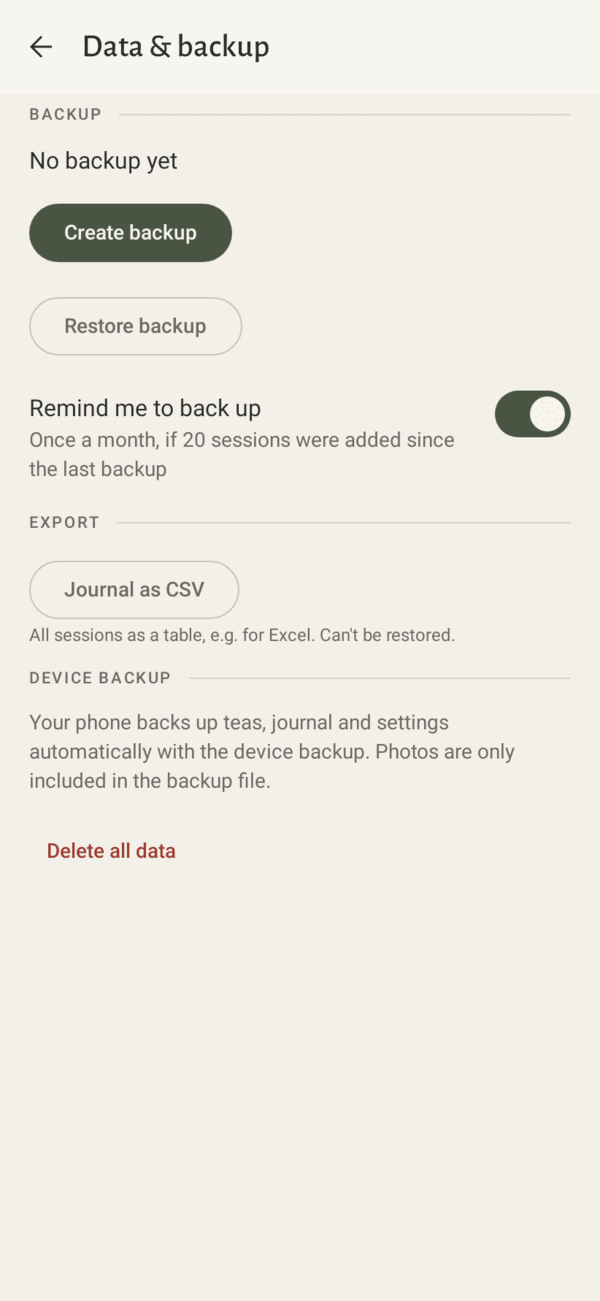 Data & backup
BACKUP
No backup yet
Create backup
Restore backup
Remind me to back up
Once a month, if 20 sessions were added since
the last backup
EXPORT
Journal as CSV
All sessions as a table, e.g. for Excel. Can't be restored.
DEVICE BACKUP
Your phone backs up teas, journal and settings
automatically with the device backup. Photos are only
included in the backup file.
Delete all data